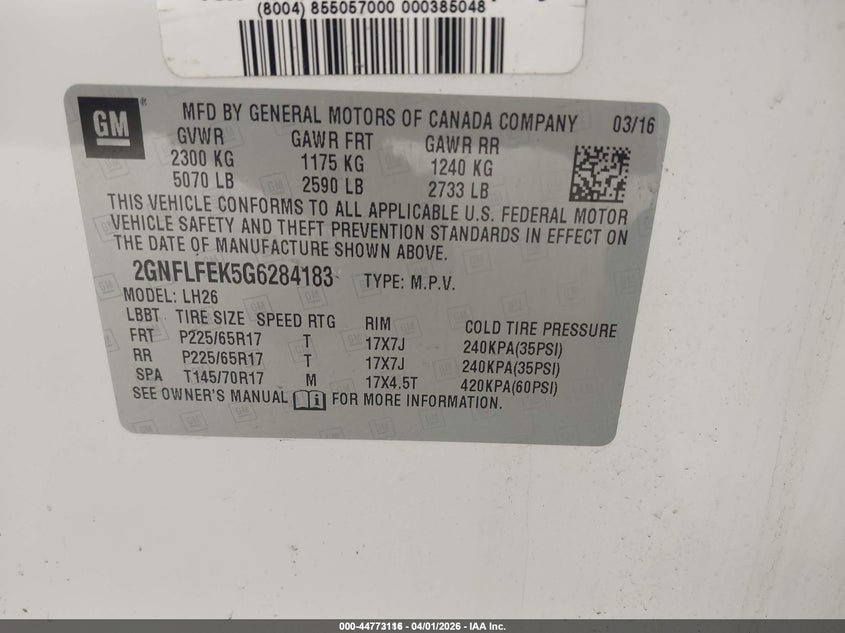 (8004) 855057000 000385048
GM ®
MFD BY GENERAL MOTORS OF CANADA COMPANY 03/16
GVWR GAWR FRT GAWR RR
2300 KG 1175 KG 1240 KG
5070 LB 2590 LB 2733 LB
THIS VEHICLE CONFORMS TO ALL APPLICABLE U.S. FEDERAL MOTOR
VEHICLE SAFETY AND THEFT PREVENTION STANDARDS IN EFFECT ON
THE DATE OF MANUFACTURE SHOWN ABOVE.
2GNFLFEK5G6284183 TYPE: M.P.V.
MODEL: LH26
LBBT TIRE SIZE SPEED RTG RIM COLD TIRE PRESSURE
FRT P225/65R17 T 17X7J 240KPA(35PSI)
RR P225/65R17 T 17X7J 240KPA(35PSI)
SPA T145/70R17 M 17X4.5T 420KPA(60PSI)
SEE OWNER'S MANUAL FOR MORE INFORMATION.
000-44773116 - 04/01/2026 - IAA Inc.